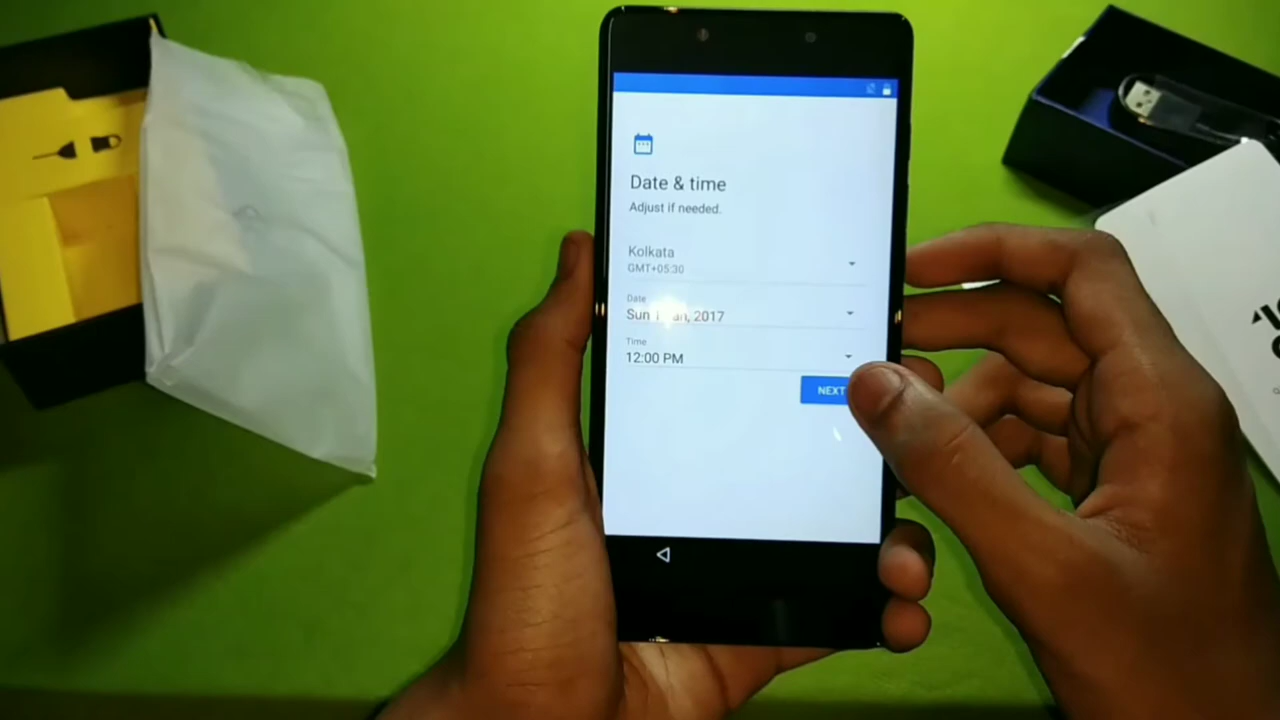 Date & time
Adjust if needed.
Kolkata
GMT+05:30
Date
Sun 2017
Time
12:00 PM
NEXT